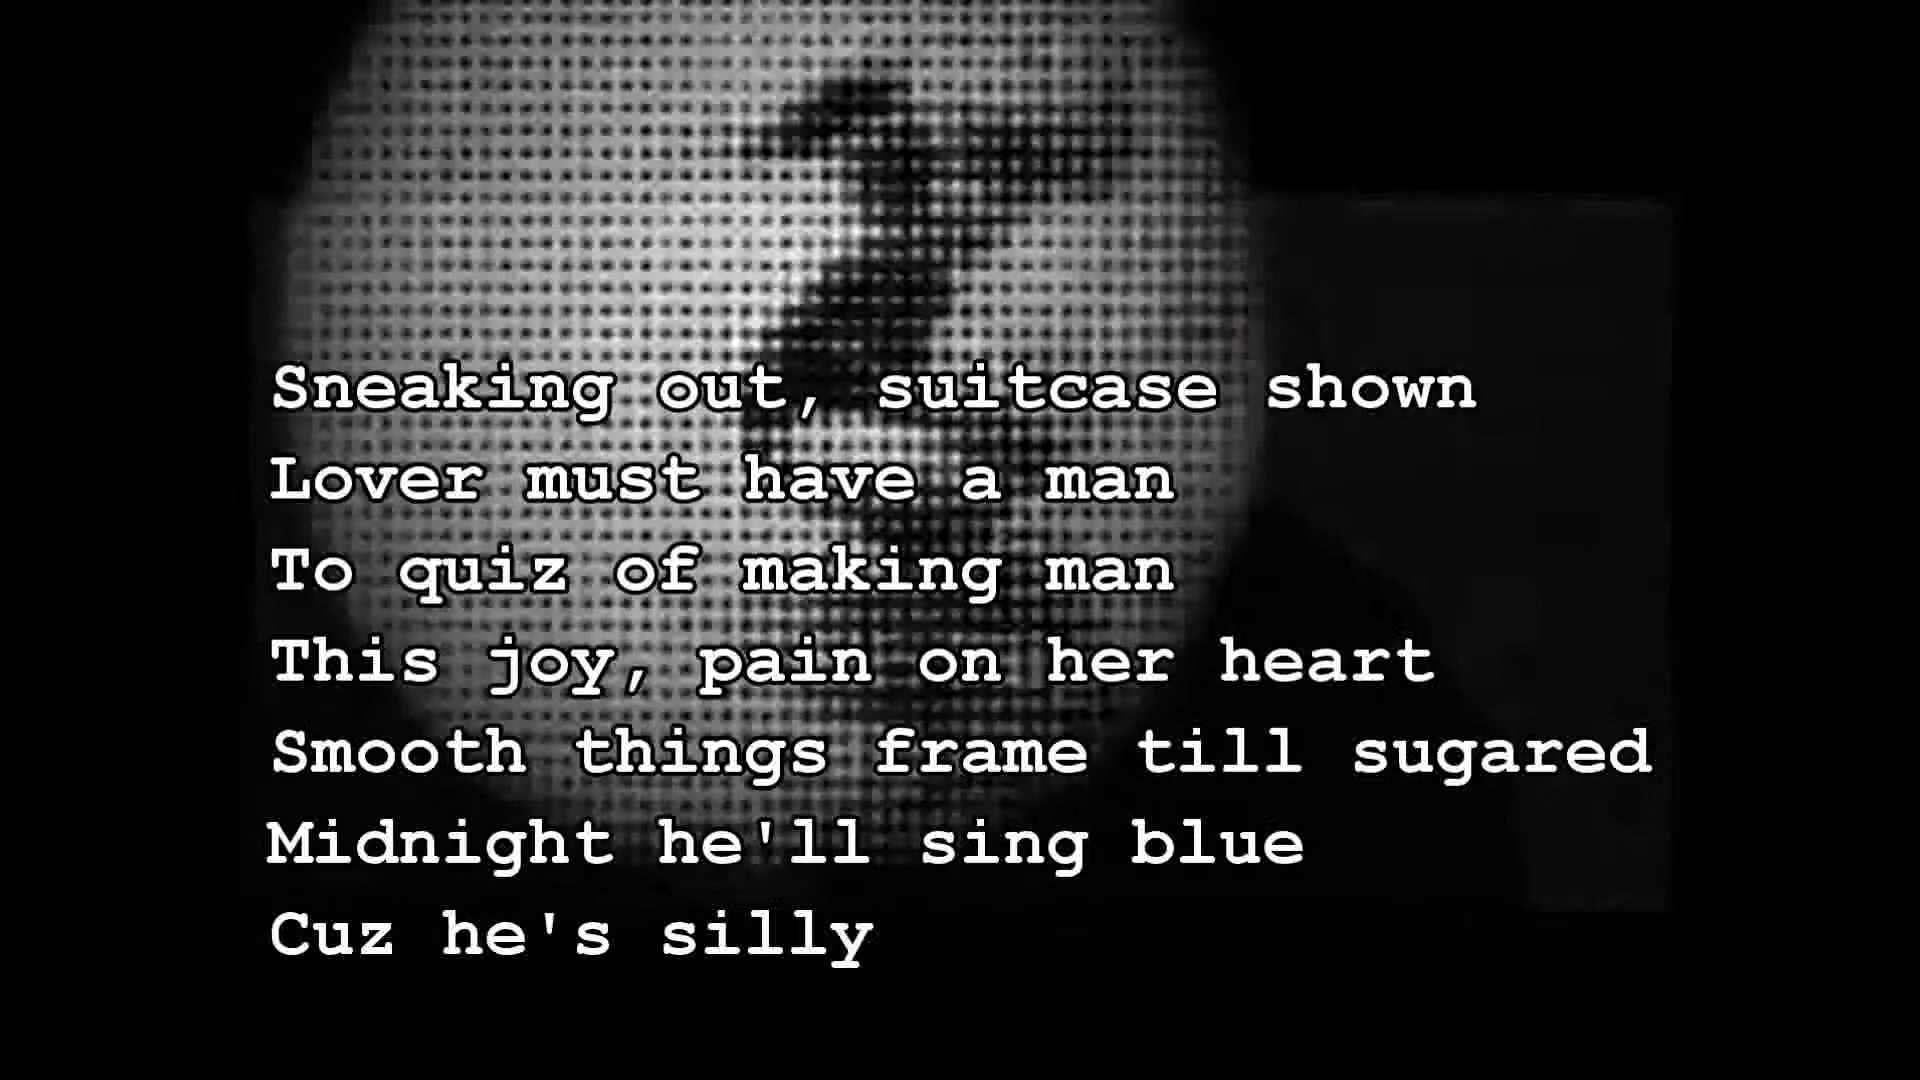 Sneaking out, suitcase shown
Lover must have a man
To quiz of making man
This joy, pain on her heart
Smooth things frame till sugared
Midnight he'll sing blue
Cuz he's silly